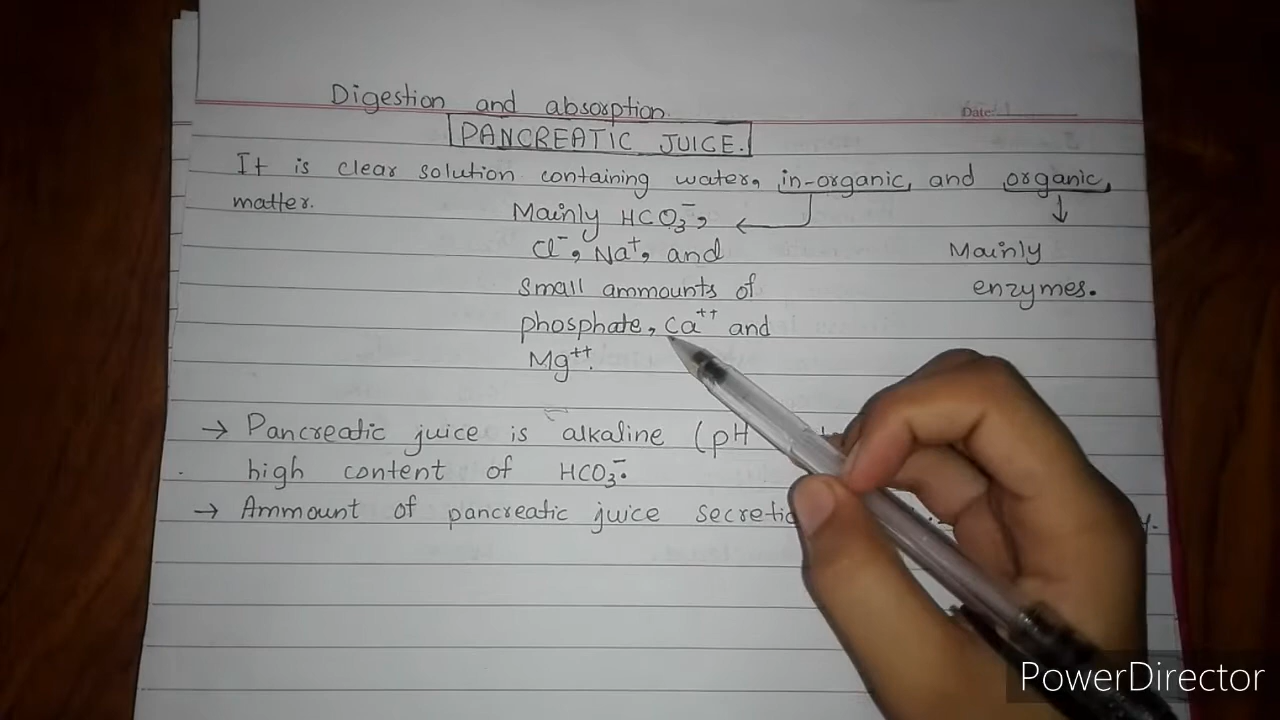 Digestion and absorption
Date
PANCREATIC JUICE.
It is clear solution containing water, in-organic, and organic,
matter.
Mainly HCO₃⁻,
Cl⁻, Na⁺, and
small ammounts of
phosphate, Ca⁺⁺ and
Mg⁺⁺.
Mainly
enzymes.
→ Pancreatic juice is alkaline (pH
high content of HCO₃⁻.
→ Ammount of pancreatic juice
PowerDirector